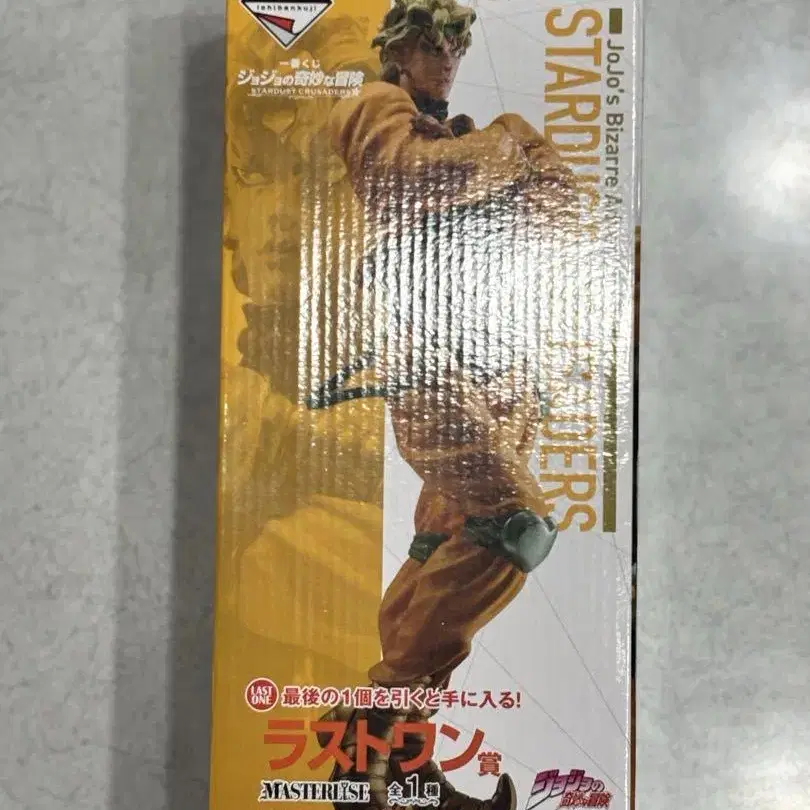 ichibankuji
一番くじ
ジョジョの奇妙な冒険
STARDUST CRUSADERS
JoJo's Bizarre
STARDUST
LAST ONE
最後の1個を引くと手に入る!
ラストワン賞
MASTERLISE
全1種
ジョジョの
奇妙な冒険